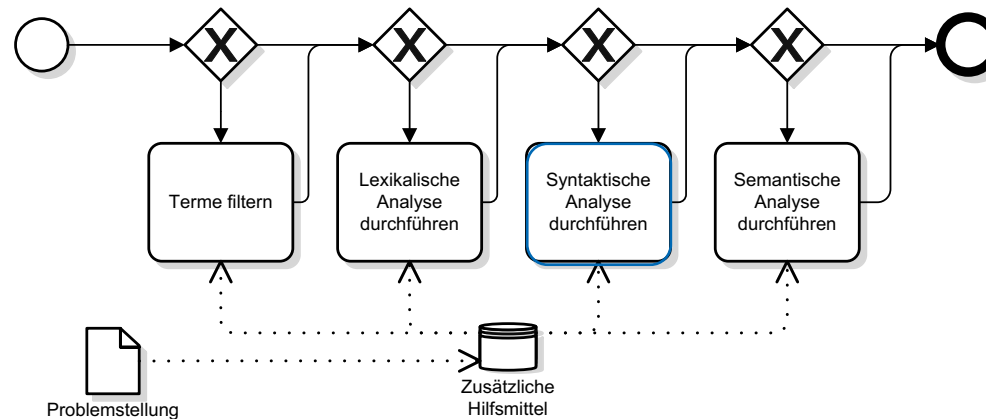 Terme filtern
Lexikalische
Analyse
durchführen
Syntaktische
Analyse
durchführen
Semantische
Analyse
durchführen
Problemstellung
Zusätzliche
Hilfsmittel